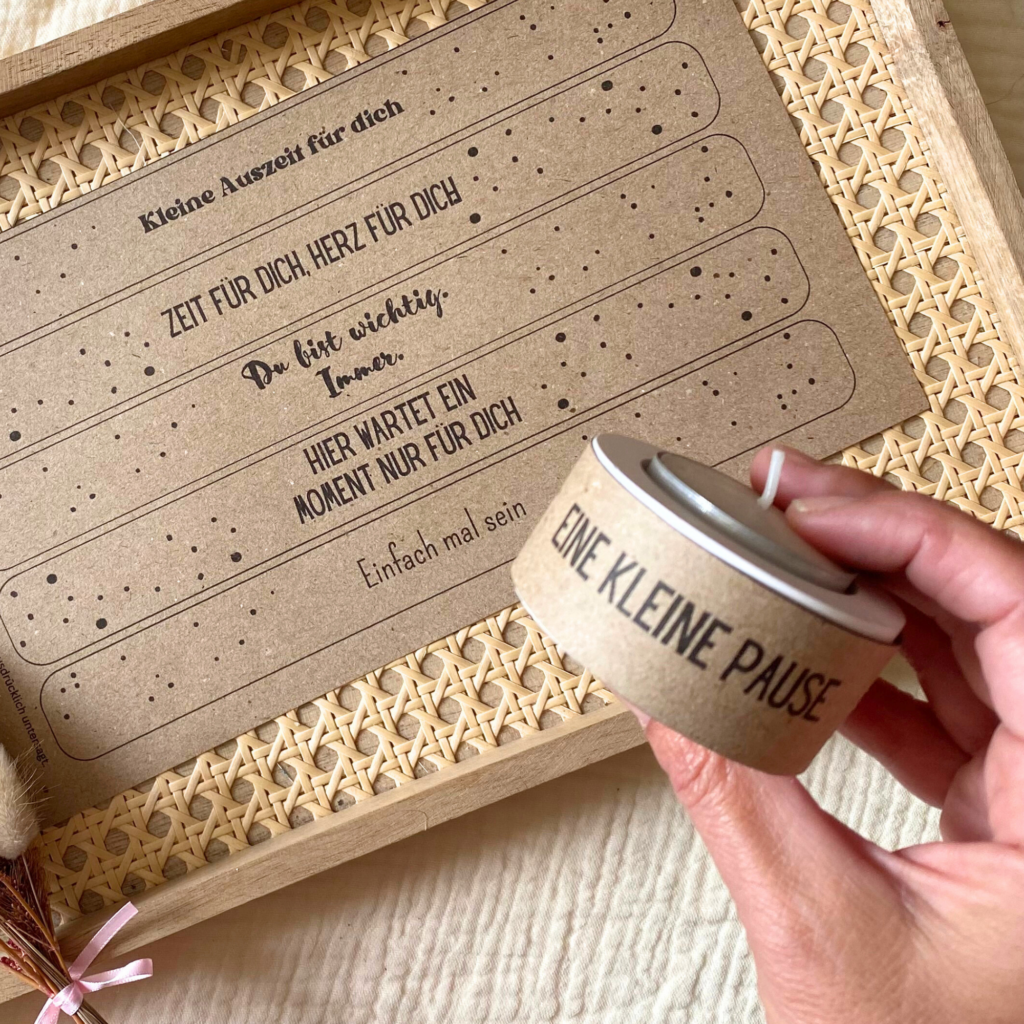 Kleine Auszeit für dich
ZEIT FÜR DICH, HERZ FÜR DICH
Du bist wichtig.
Immer.
HIER WARTET EIN
MOMENT NUR FÜR DICH
Einfach mal sein
EINE KLEINE PAUSE
untersagt